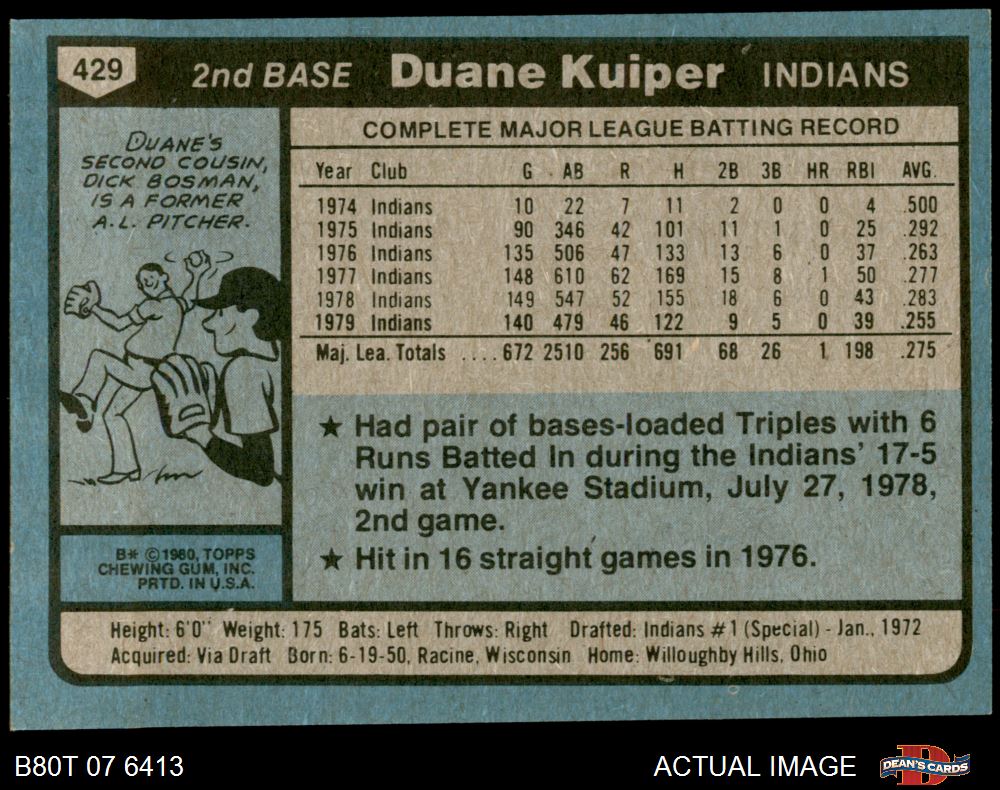 429
2nd BASE Duane Kuiper INDIANS
DUANE'S
SECOND COUSIN,
DICK BOSMAN,
IS A FORMER
A.L. PITCHER.
COMPLETE MAJOR LEAGUE BATTING RECORD
Year Club G AB R H 2B 3B HR RBI AVG.
1974 Indians 10 22 7 11 2 0 0 4 .500
1975 Indians 90 346 42 101 11 1 0 25 .292
1976 Indians 135 506 47 133 13 6 0 37 .263
1977 Indians 148 610 62 169 15 8 1 50 .277
1978 Indians 149 547 52 155 18 6 0 43 .283
1979 Indians 140 479 46 122 9 5 0 39 .255
Maj. Lea. Totals ....672 2510 256 691 68 26 1 198 .275
★ Had pair of bases-loaded Triples with 6
Runs Batted In during the Indians' 17-5
win at Yankee Stadium, July 27, 1978,
2nd game.
★ Hit in 16 straight games in 1976.
B* © 1980, TOPPS
CHEWING GUM, INC.
PRTD. IN U.S.A.
Height: 6'0" Weight: 175 Bats: Left Throws: Right Drafted: Indians #1 (Special) - Jan., 1972
Acquired: Via Draft Born: 6-19-50, Racine, Wisconsin Home: Willoughby Hills, Ohio
B80T 07 6413
ACTUAL IMAGE
DEAN'S CARDS